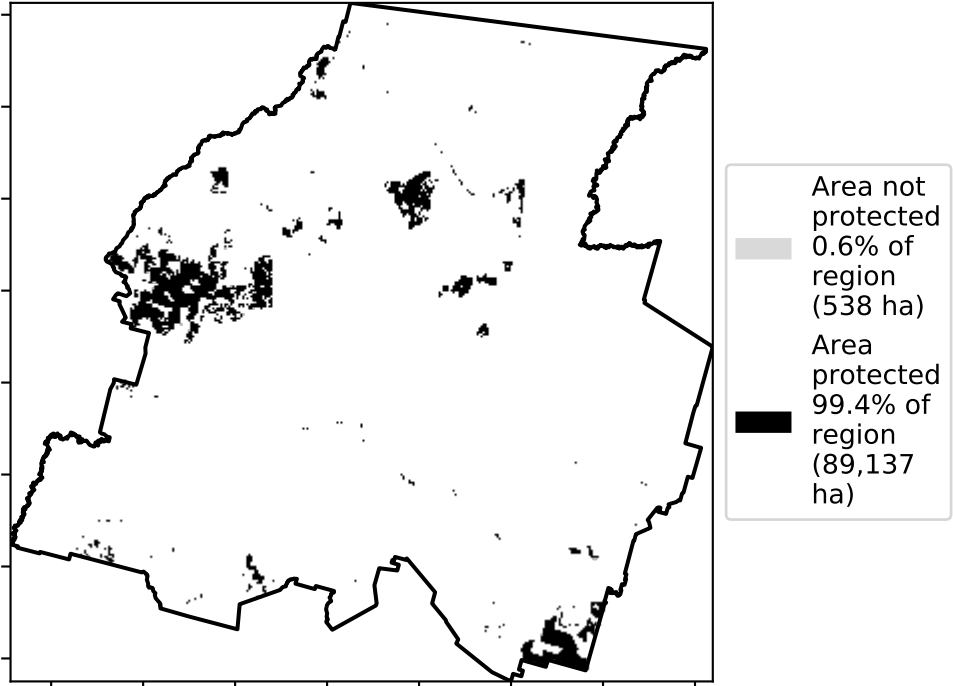 Area not
protected
0.6% of
region
(538 ha)
Area
protected
99.4% of
region
(89,137
ha)